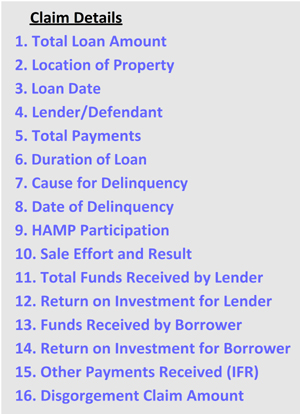 Claim Details
1. Total Loan Amount
2. Location of Property
3. Loan Date
4. Lender/Defendant
5. Total Payments
6. Duration of Loan
7. Cause for Delinquency
8. Date of Delinquency
9. HAMP Participation
10. Sale Effort and Result
11. Total Funds Received by Lender
12. Return on Investment for Lender
13. Funds Received by Borrower
14. Return on Investment for Borrower
15. Other Payments Received (IFR)
16. Disgorgement Claim Amount